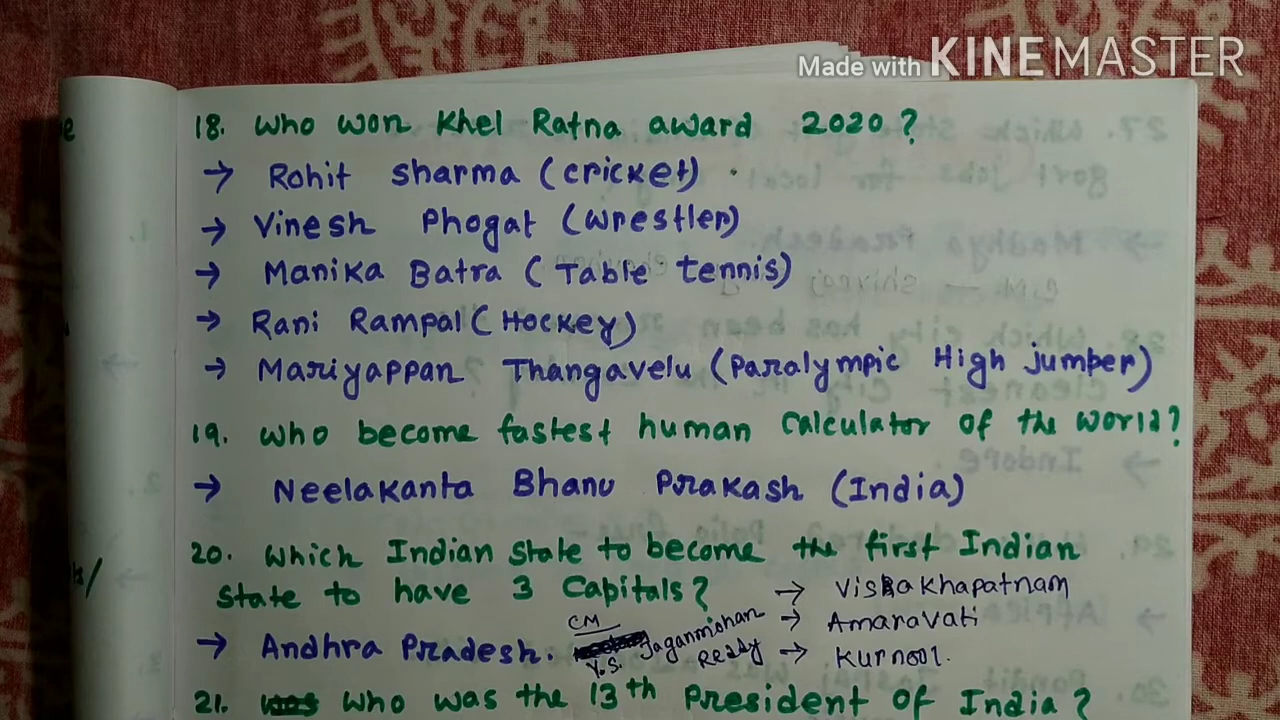 Made with KINEMASTER
18. Who won Khel Ratna award 2020?
→ Rohit Sharma (cricket)
→ Vinesh Phogat (Wrestler)
→ Manika Batra (Table tennis)
→ Rani Rampal (Hockey)
→ Mariyappan Thangavelu (Paralympic High jumper)
19. Who become fastest human calculator of the world?
→ Neelakanta Bhanu Prakash (India)
20. Which Indian state to become the first Indian
state to have 3 Capitals? → Visakhapatnam
CM → Amaravati
→ Andhra Pradesh. Y.S. Jaganmohan Reddy → Kurnool.
21. Who was the 13th President of India?